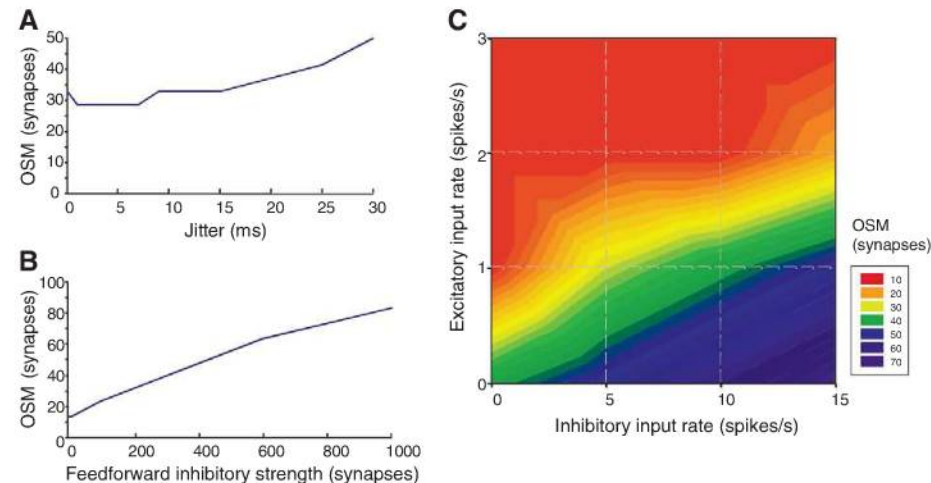 A
OSM (synapses)
50
40
30
20
10
0
0 5 10 15 20 25 30
Jitter (ms)
B
OSM (synapses)
100
80
60
40
20
0
0 200 400 600 800 1000
Feedforward inhibitory strength (synapses)
C
Excitatory input rate (spikes/s)
3
2
1
0
0 5 10 15
Inhibitory input rate (spikes/s)
OSM
(synapses)
10
20
30
40
50
60
70